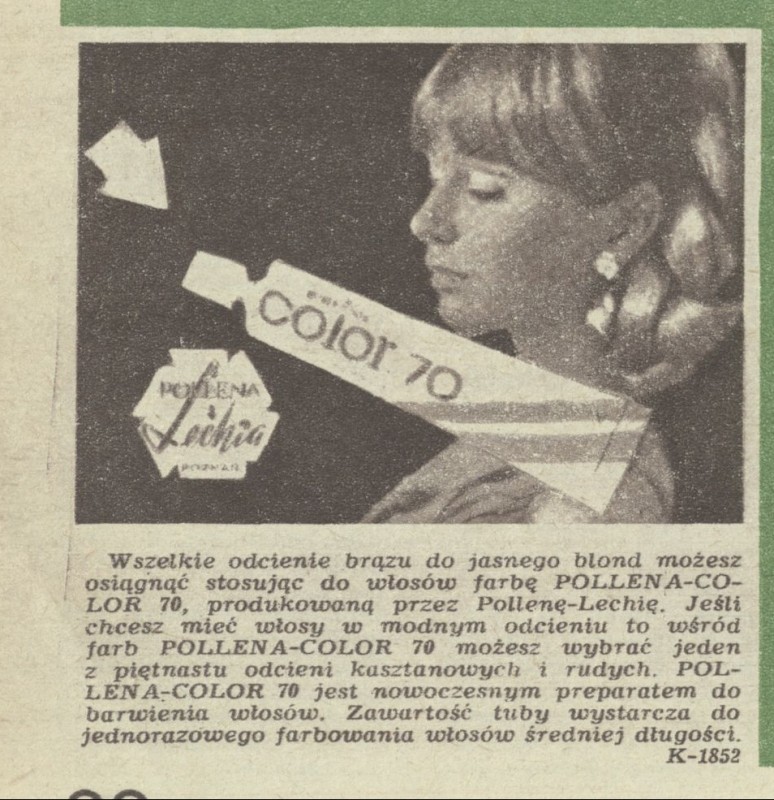 color 70
POLLENA
Lechia
POZNAŃ
Wszelkie odcienie brązu do jasnego blond możesz
osiągnąć stosując do włosów farbę POLLENA-CO-
LOR 70, produkowaną przez Pollenę-Lechię. Jeśli
chcesz mieć włosy w modnym odcieniu to wśród
farb POLLENA-COLOR 70 możesz wybrać jeden
z piętnastu odcieni kasztanowych i rudych. POL-
LENA-COLOR 70 jest nowoczesnym preparatem do
barwienia włosów. Zawartość tuby wystarcza do
jednorazowego farbowania włosów średniej długości.
K-1852